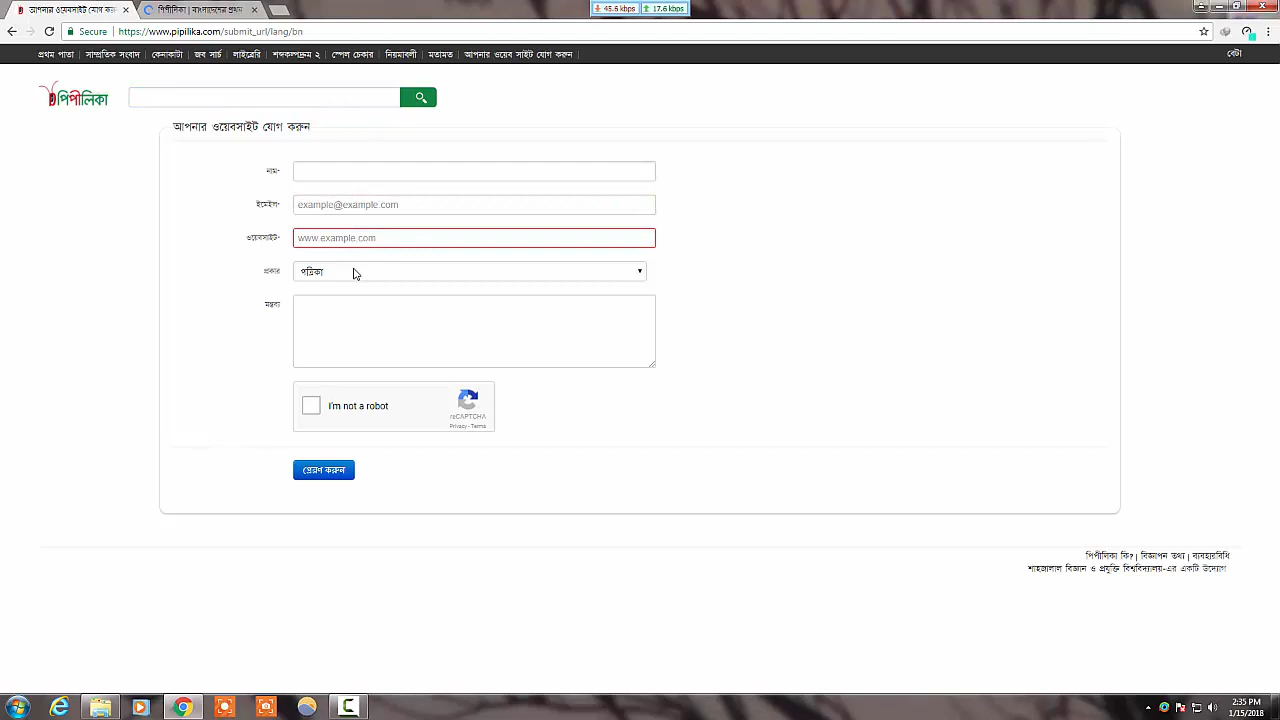 আপনার ওয়েবসাইট যোগ কর
পিপীলিকা | বাংলাদেশের প্রথম
45.6 kbps
17.6 kbps
Secure
https://www.pipilika.com/submit_url/lang/bn
প্রথম পাতা | সাম্প্রতিক সংবাদ | কেনাকাটা | জব সার্চ | লাইব্রেরি | শব্দকল্পদ্রুম ২ | স্পেল চেকার | নিয়মাবলী | মতামত | আপনার ওয়েব সাইট যোগ করুন |
বেটা
পিপীলিকা
আপনার ওয়েবসাইট যোগ করুন
নাম*
ইমেইল*
example@example.com
ওয়েবসাইট*
www.example.com
প্রকার
পত্রিকা
মন্তব্য
I'm not a robot
reCAPTCHA
Privacy - Terms
প্রেরণ করুন
পিপীলিকা কি? | বিজ্ঞাপন তথ্য | ব্যবহারবিধি
শাহজালাল বিজ্ঞান ও প্রযুক্তি বিশ্ববিদ্যালয়-এর একটি উদ্যোগ
2:35 PM
1/15/2018